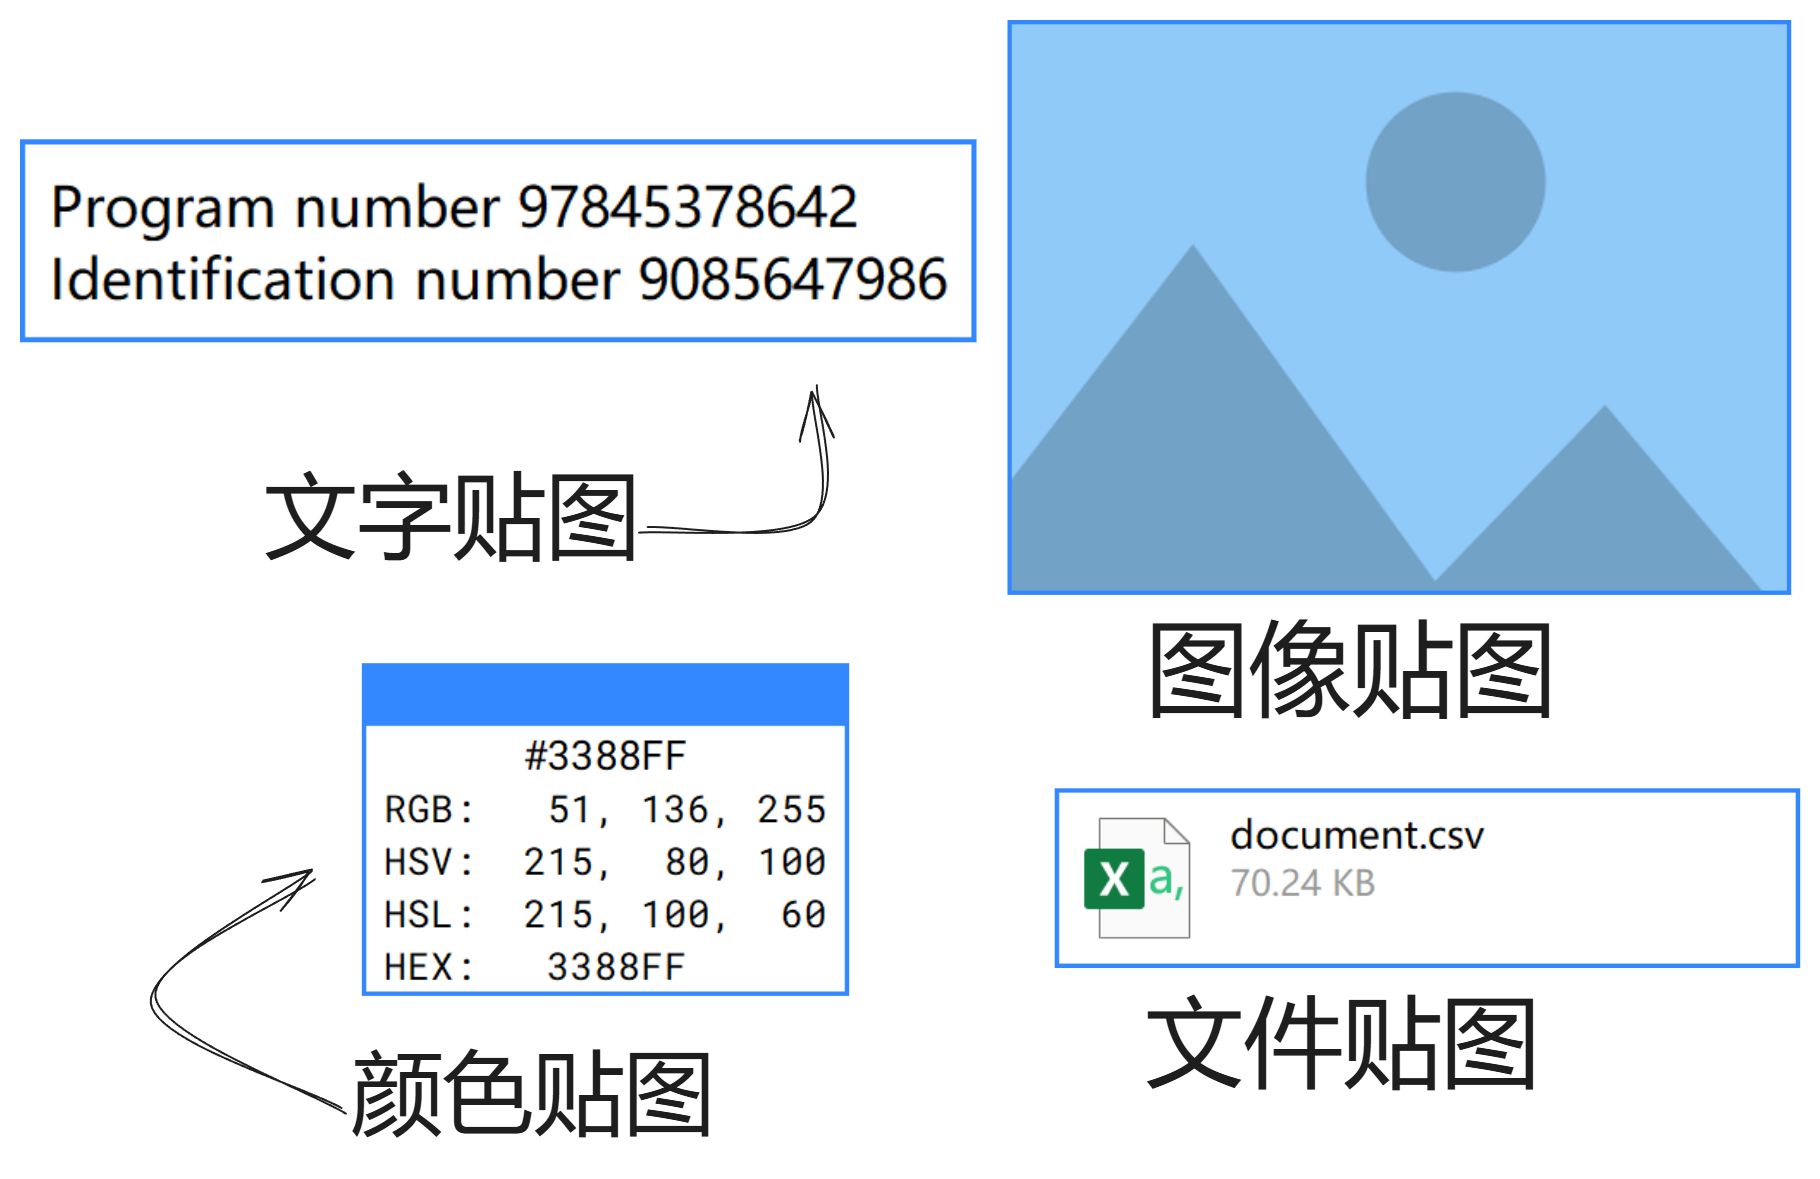 Program number 97845378642
Identification number 9085647986
文字贴图
图像贴图
#3388FF
RGB: 51, 136, 255
HSV: 215, 80, 100
HSL: 215, 100, 60
HEX: 3388FF
颜色贴图
X a,
document.csv
70.24 KB
文件贴图